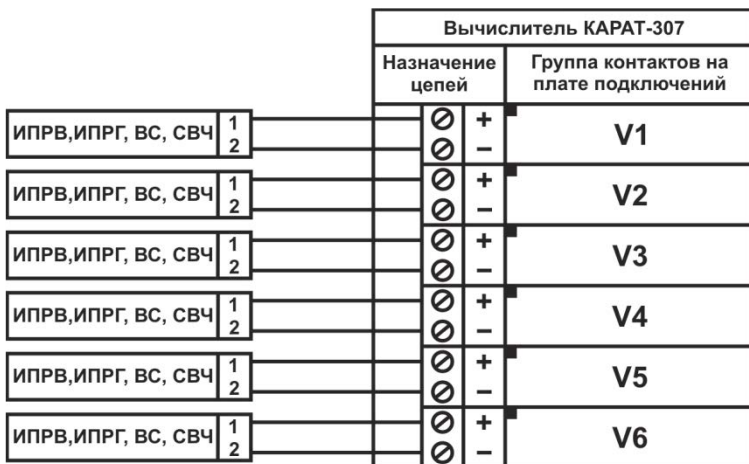 Вычислитель КАРАТ-307
Назначение цепей
Группа контактов на плате подключений
ИПРВ,ИПРГ, ВС, СВЧ 1 2 + − V1
ИПРВ,ИПРГ, ВС, СВЧ 1 2 + − V2
ИПРВ,ИПРГ, ВС, СВЧ 1 2 + − V3
ИПРВ,ИПРГ, ВС, СВЧ 1 2 + − V4
ИПРВ,ИПРГ, ВС, СВЧ 1 2 + − V5
ИПРВ,ИПРГ, ВС, СВЧ 1 2 + − V6